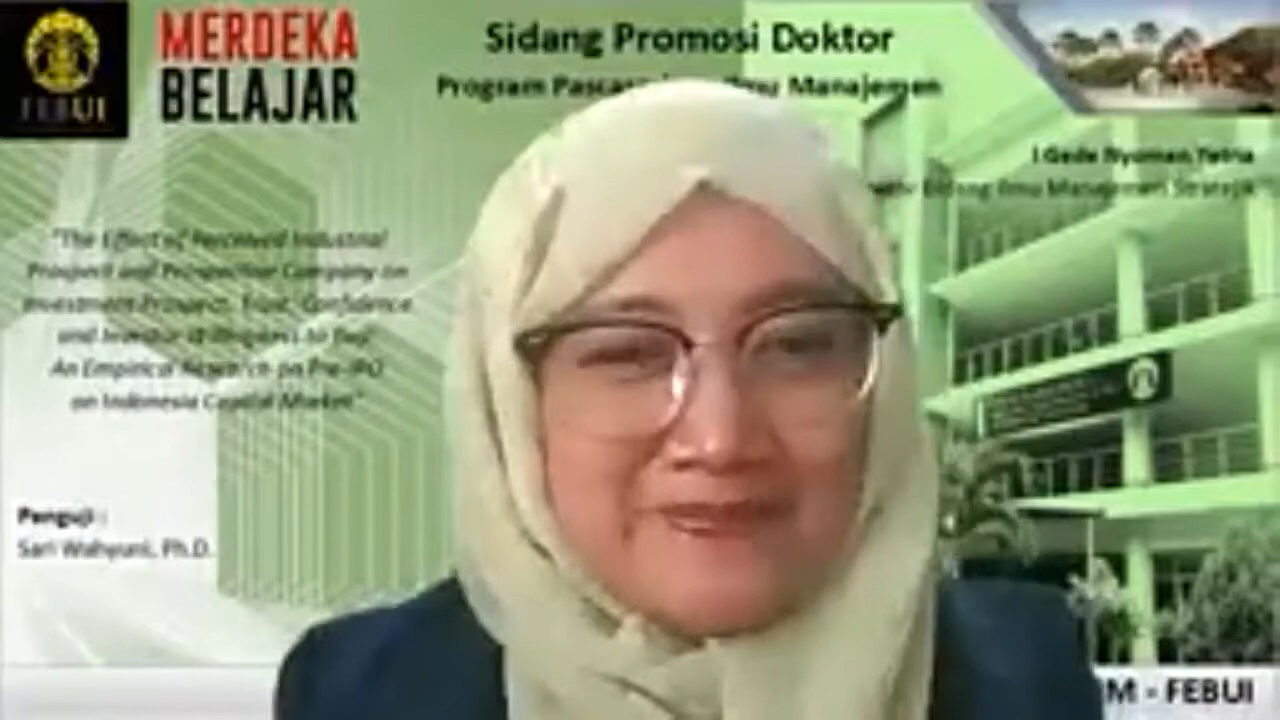 FEBUI
MERDEKA
BELAJAR
Sidang Promosi Doktor
Program Ilmu Manajemen
I Gede Nyoman Yetna
Bidang Ilmu Manajemen Strategik
"The Effect of Perceived Industrial
Prospect and Prospective Company on
Investment Prospect, Trust, Confidence
and Investor Willingness to Buy:
An Empirical Research on Pre-IPO
on Indonesia Capital Market"
Penguji :
Sari Wahyuni, Ph.D.
M - FEBUI